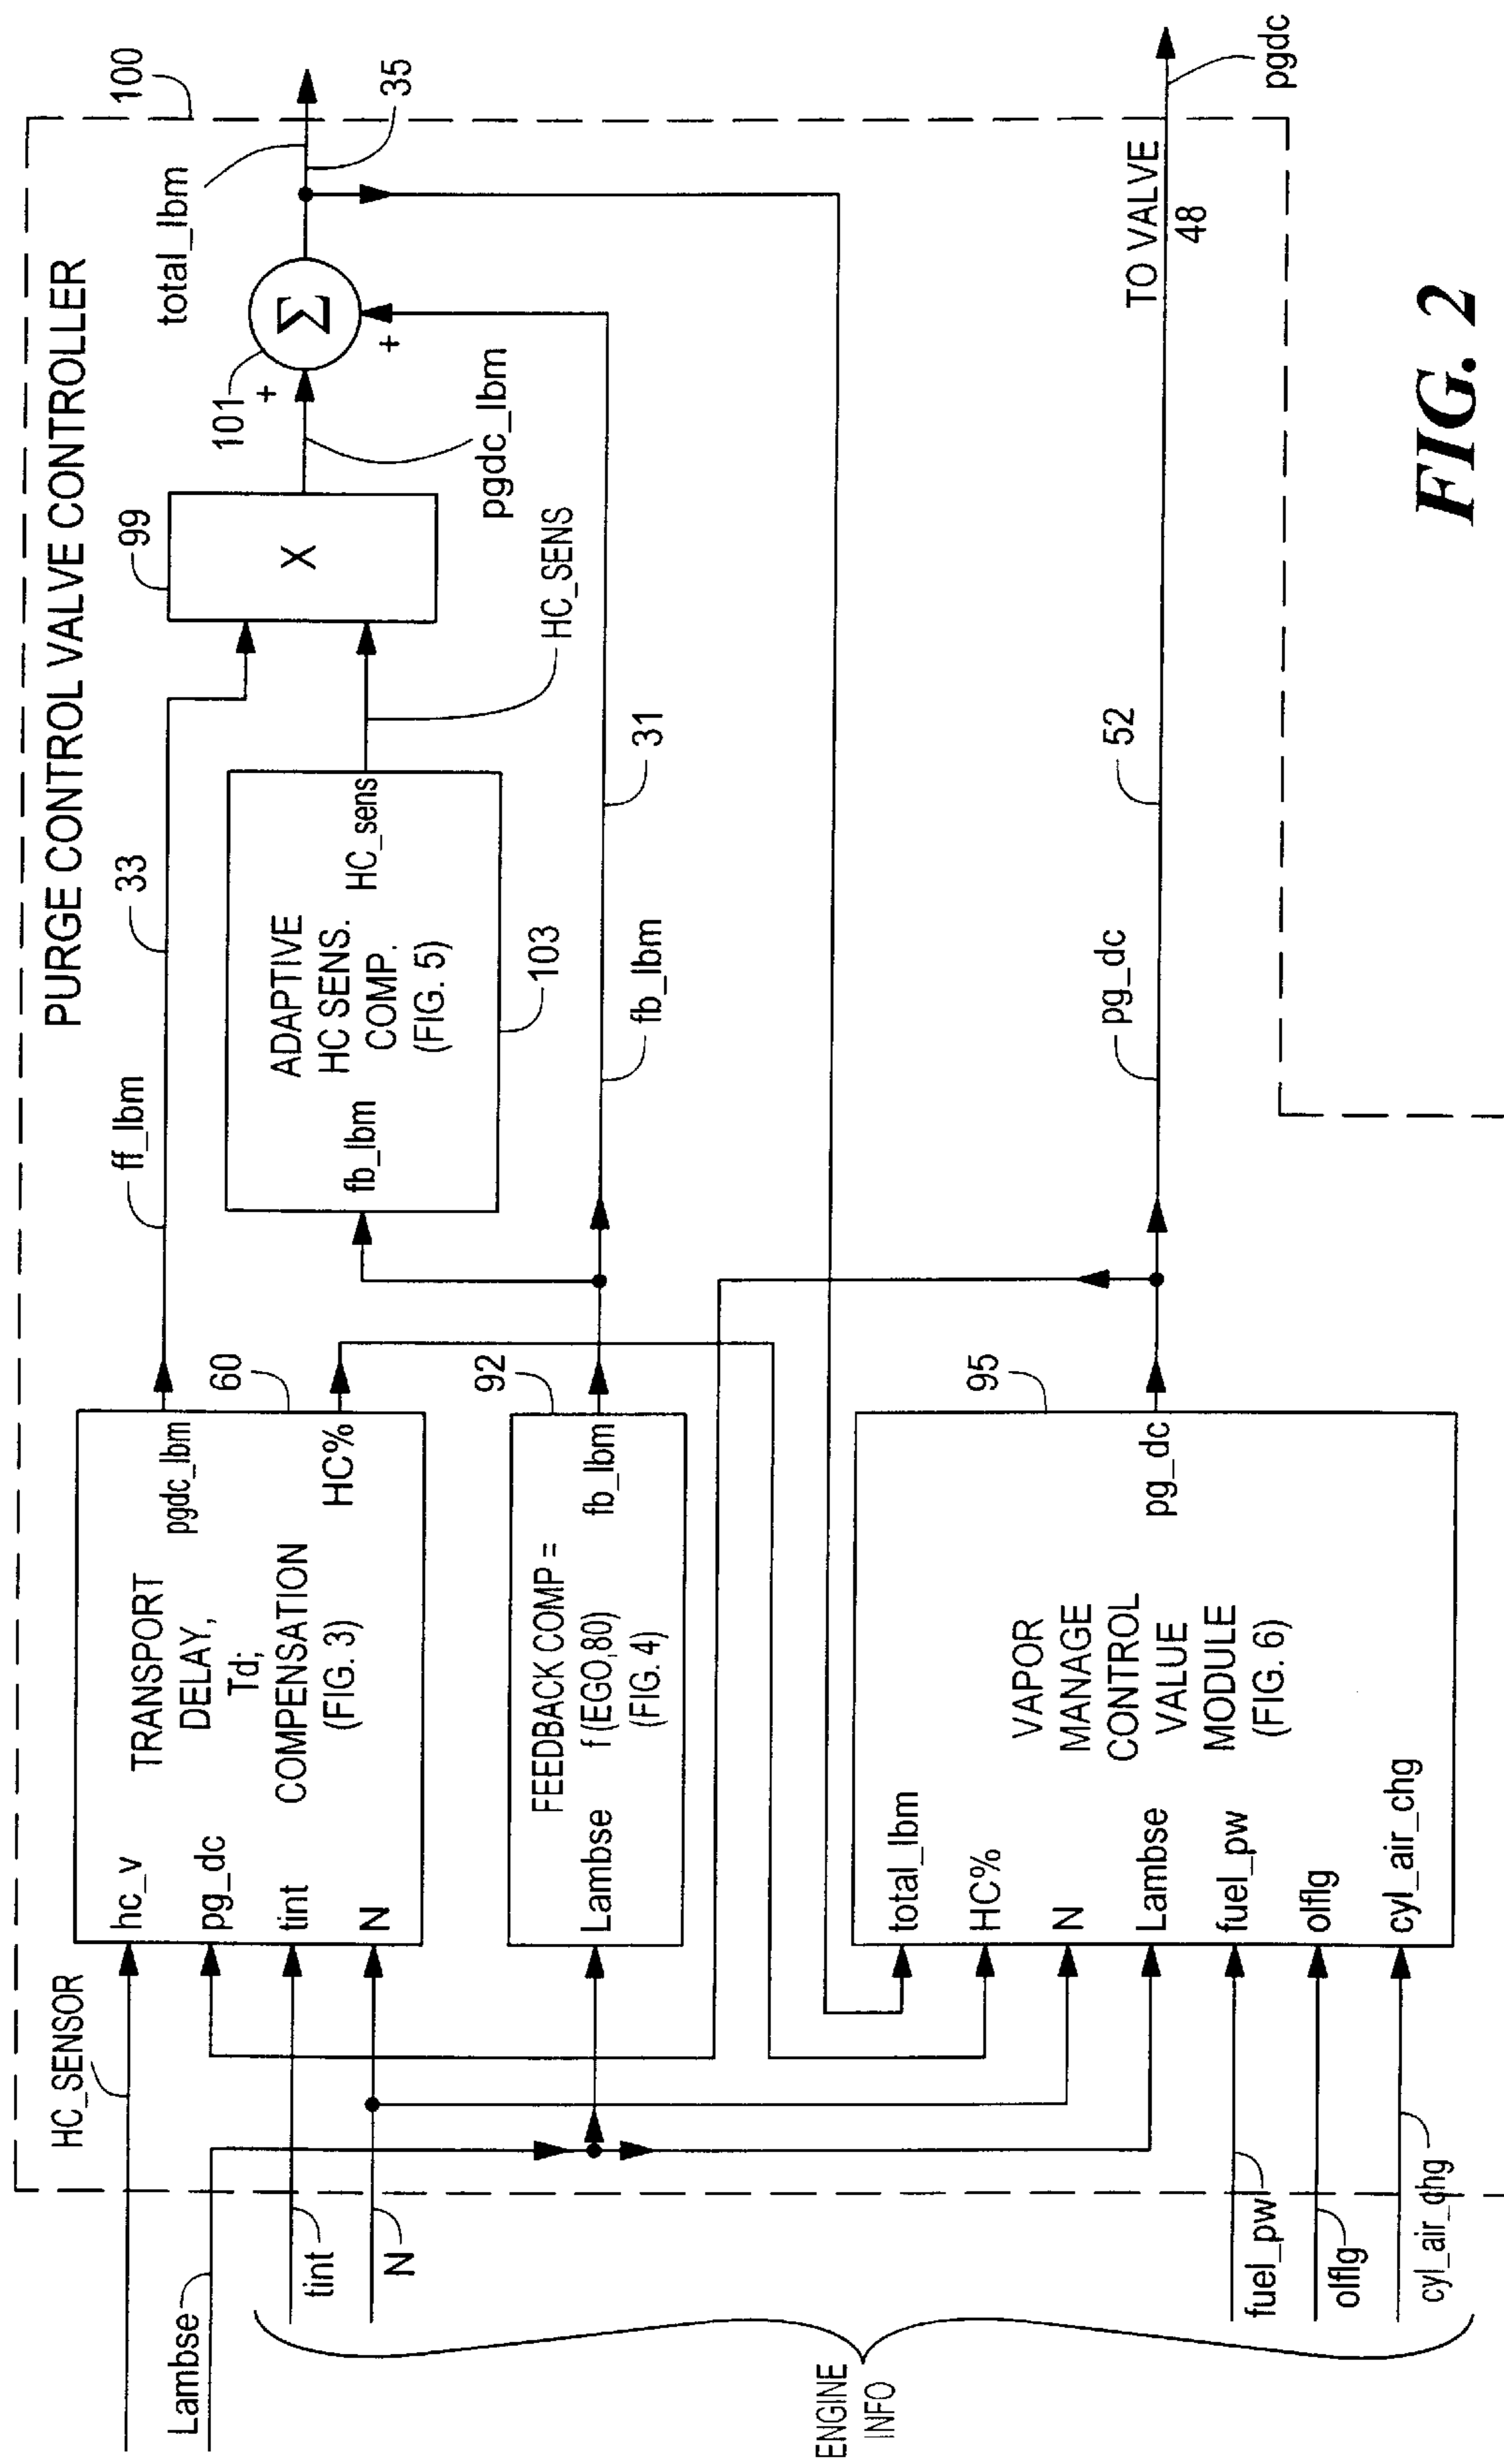 PURGE CONTROL VALVE CONTROLLER
100
HC_SENSOR
Lambse
tint
N
ENGINE
INFO
fuel_pw
olflg
cyl_air_chg
hc_v
pg_dc
tint
N
TRANSPORT
DELAY,
Td;
COMPENSATION
(FIG. 3)
pgdc_lbm
HC%
60
ff_lbm
33
Lambse
FEEDBACK COMP =
f (EGO,80)
(FIG. 4)
fb_lbm
92
fb_lbm
ADAPTIVE
HC SENS.
COMP.
(FIG. 5)
HC_sens
103
HC_SENS
99
X
pgdc_lbm
101
+
+
Σ
total_lbm
35
fb_lbm
31
total_lbm
HC%
N
Lambse
fuel_pw
olflg
cyl_air_chg
VAPOR
MANAGE
CONTROL
VALUE
MODULE
(FIG. 6)
pg_dc
95
pg_dc
52
TO VALVE
48
pgdc
FIG. 2